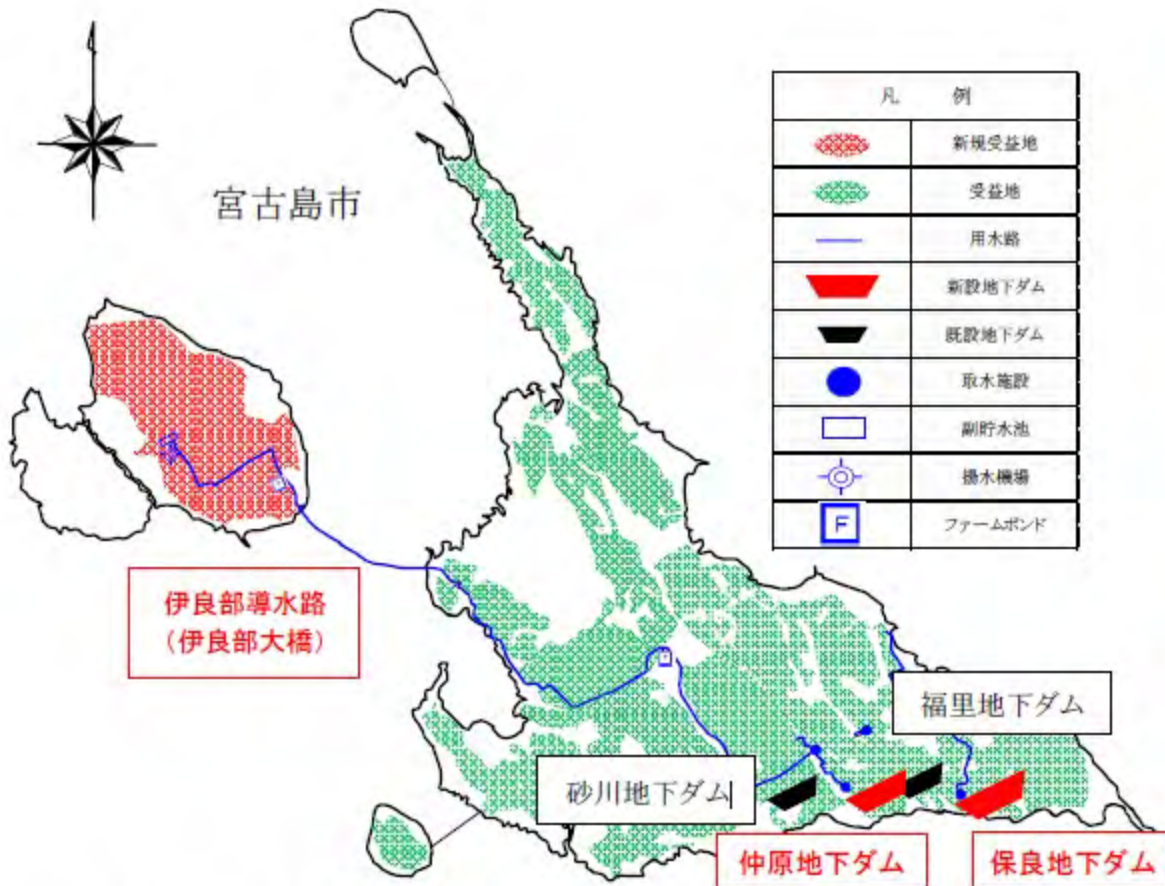 宮古島市
凡 例
新規受益地
受益地
用水路
新設地下ダム
既設地下ダム
取水施設
副貯水池
揚水機場
F ファームポンド
伊良部導水路
（伊良部大橋）
福里地下ダム
砂川地下ダム
仲原地下ダム
保良地下ダム